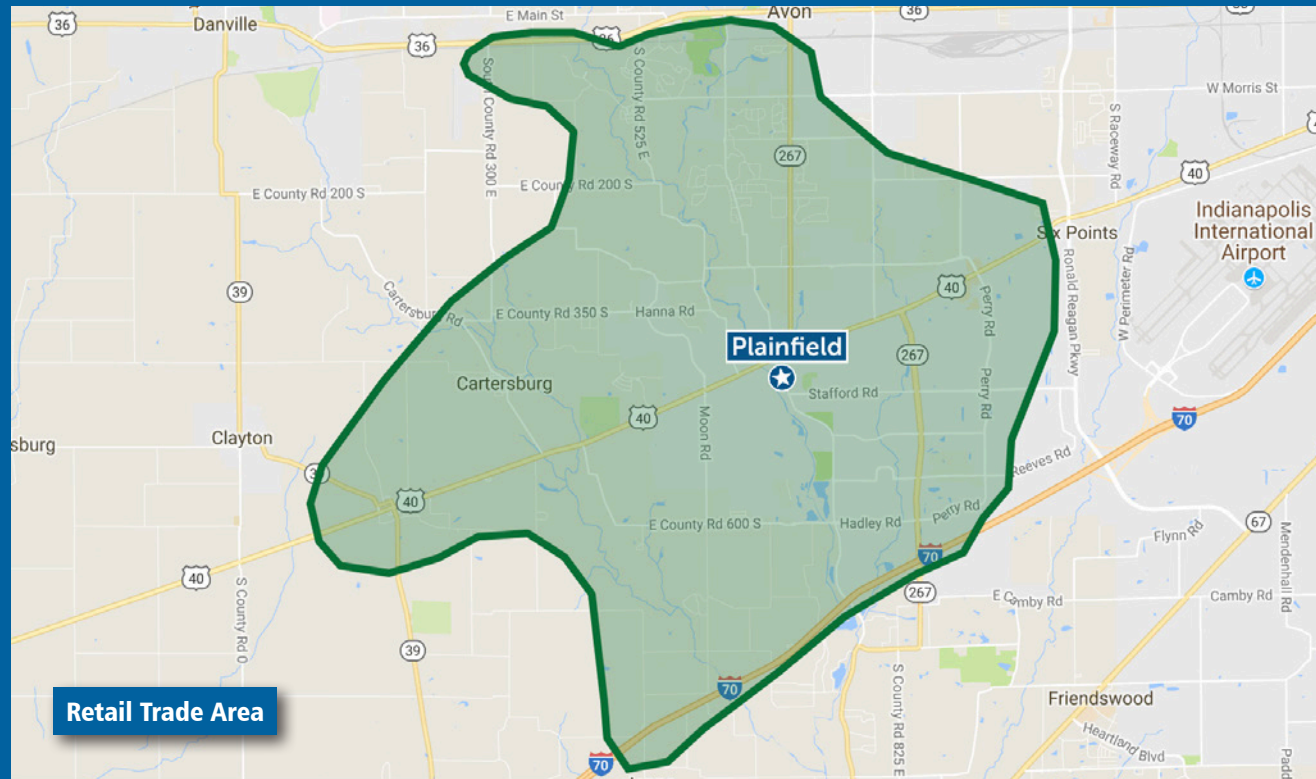 36
Danville
E Main St
36
36
Avon
36
36
South County Rd 300 E
S County Rd 525 E
W Morris St
S Raceway Rd
267
40
E County Rd 200 S
E County Rd 200 S
Indianapolis
International
Airport
Six Points
39
Ronald Reagan Pkwy
W Perimeter Rd
Cartersburg Rd
E County Rd 350 S
Hanna Rd
40
Perry Rd
Plainfield
267
Cartersburg
Stafford Rd
Perry Rd
40
Moon Rd
70
sburg
Clayton
39
Reeves Rd
40
E County Rd 600 S
Hadley Rd
Perry Rd
67
Flynn Rd
Mendenhall Rd
70
40
S County Rd 0
267
E Camby Rd
Camby Rd
39
S County Rd 825 E
70
Friendswood
Retail Trade Area
Heartland Blvd
Padd
70